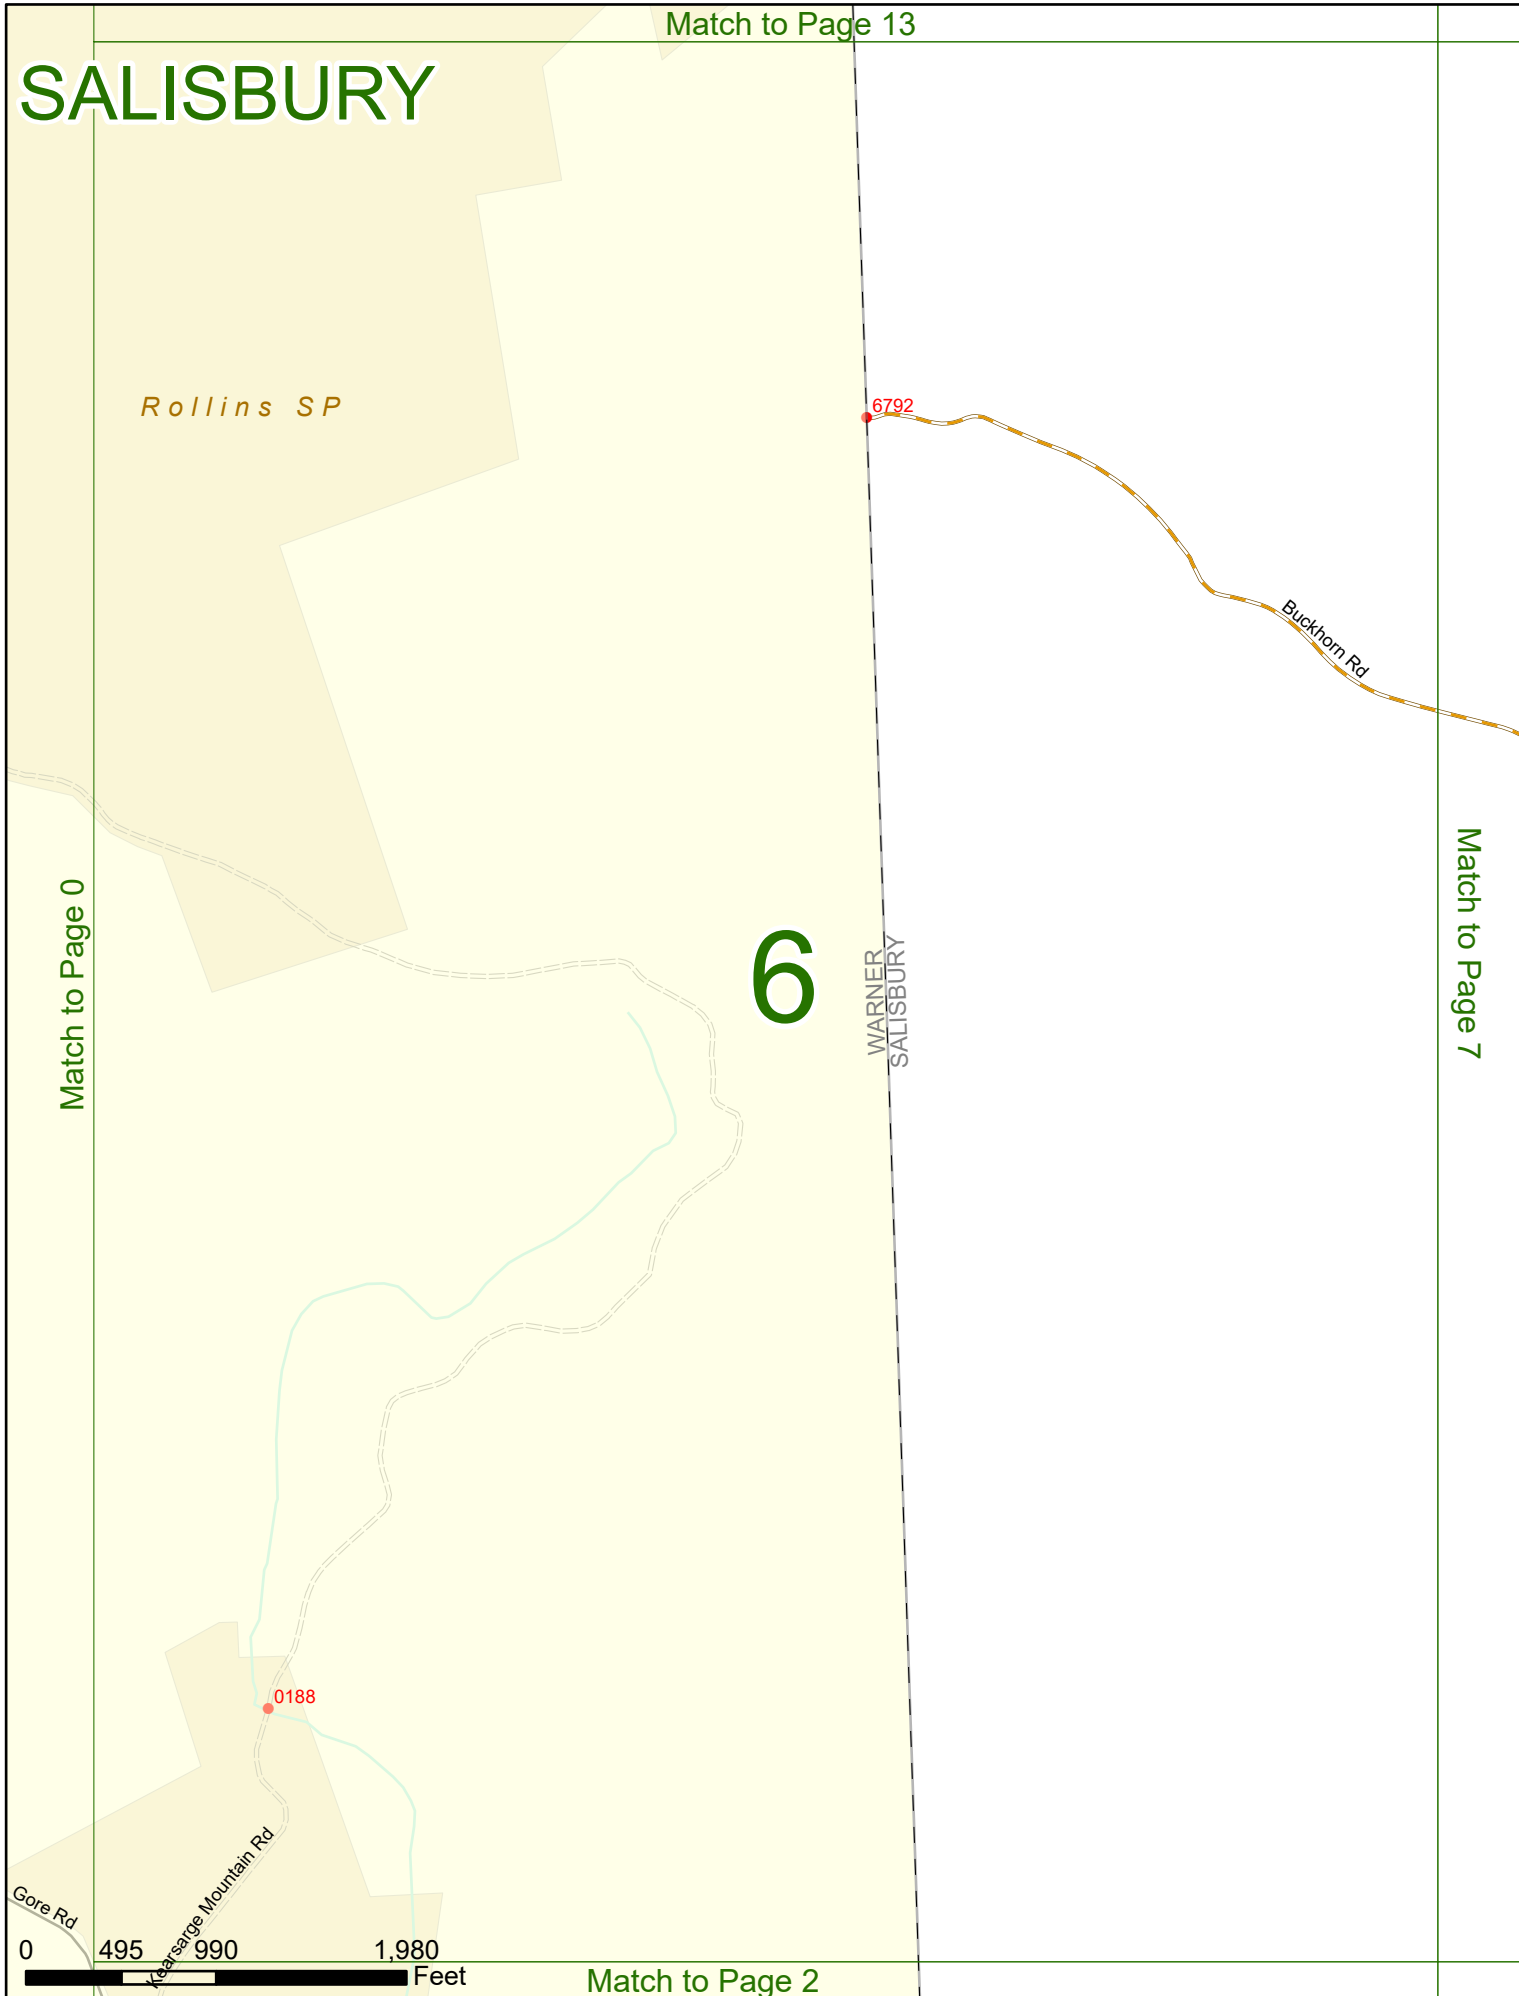 Match to Page 13
SALISBURY
Rollins SP
6792
Buckhorn Rd
Match to Page 0
6
WARNER
SALISBURY
Match to Page 7
0188
Kearsarge Mountain Rd
Gore Rd
0 495 990 1,980
Feet
Match to Page 2